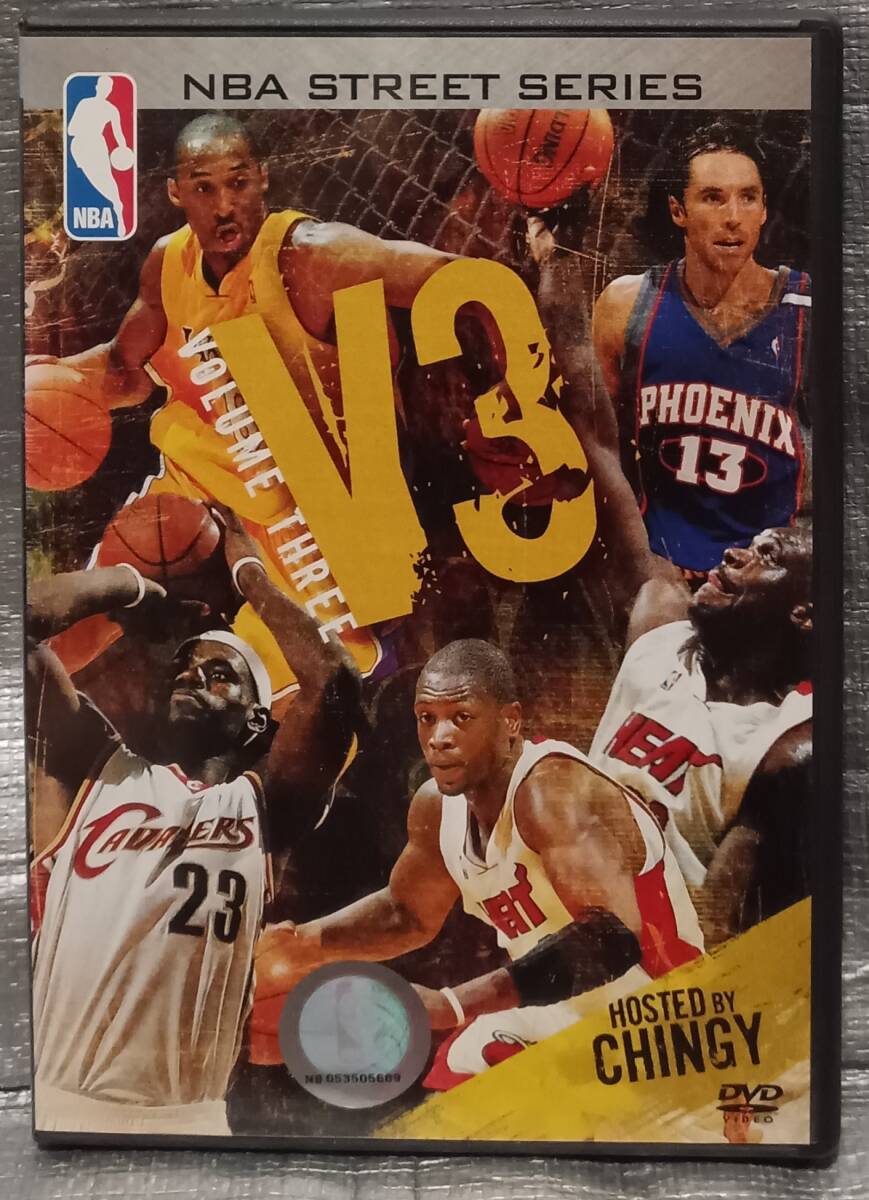 NBA STREET SERIES
NBA
V3
VOLUME THREE
PHOENIX
13
HEAT
CAVALIERS
23
HEAT
HOSTED BY
CHINGY
NB 053505689
DVD
VIDEO